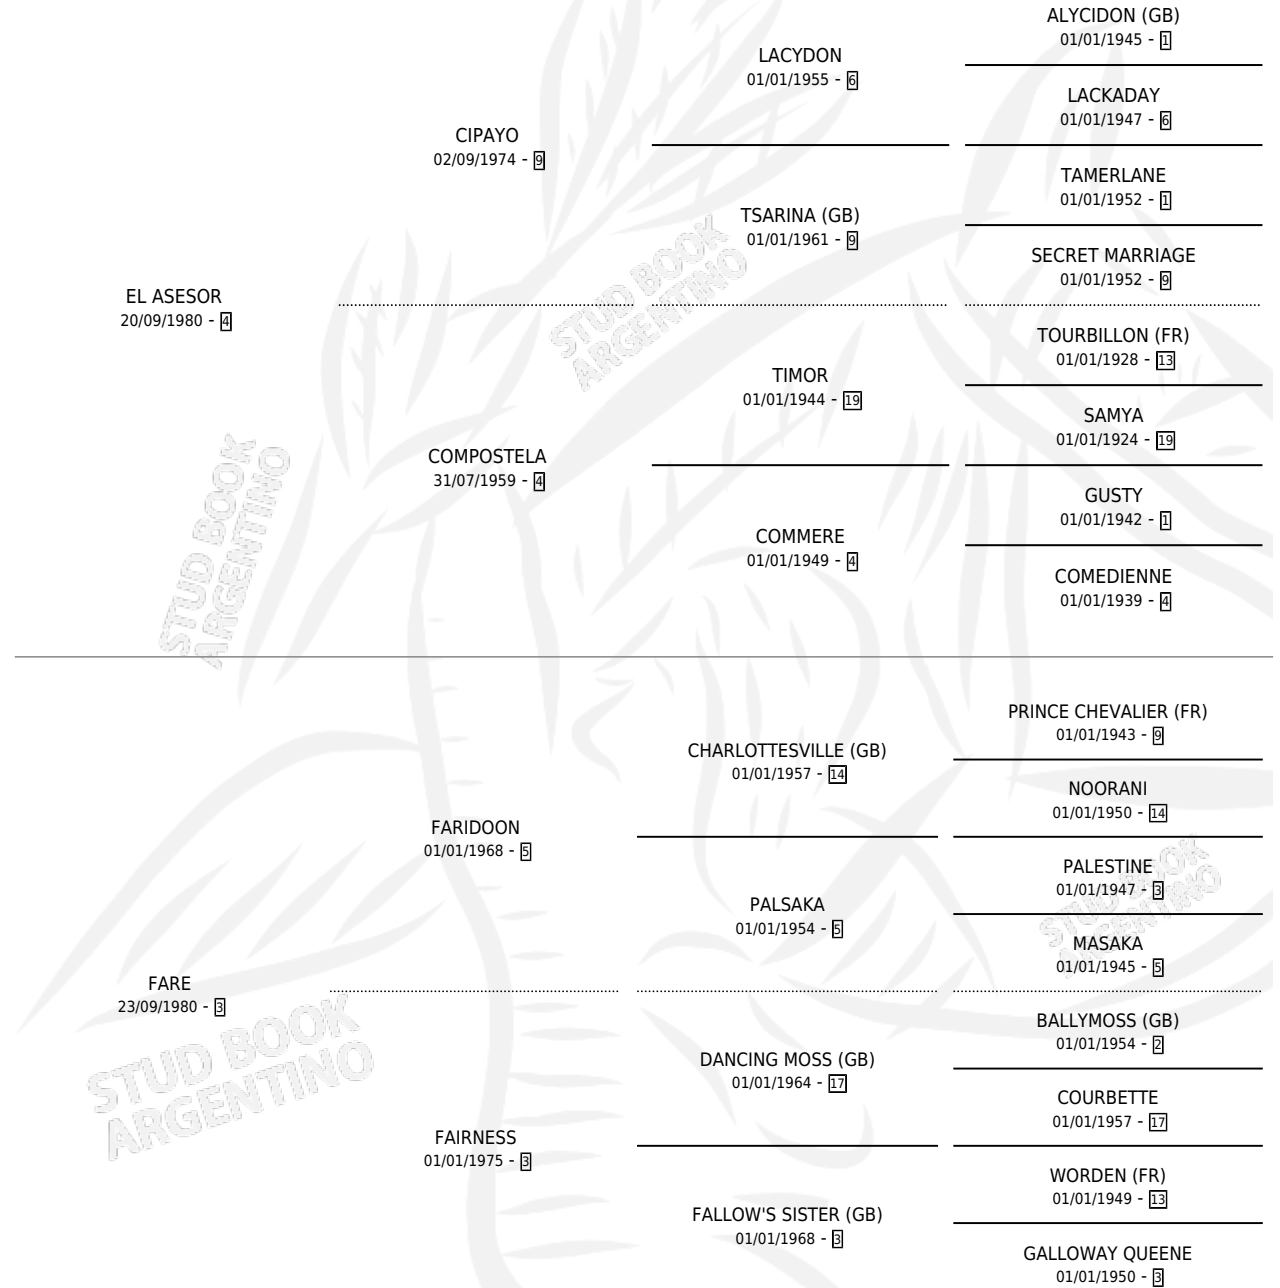 ALYCIDON (GB)
01/01/1945 - 1
LACYDON
01/01/1955 - 6
LACKADAY
01/01/1947 - 6
CIPAYO
02/09/1974 - 9
TAMERLANE
01/01/1952 - 1
TSARINA (GB)
01/01/1961 - 9
SECRET MARRIAGE
01/01/1952 - 9
EL ASESOR
20/09/1980 - 4
STUD BOOK
ARGENTINO
TOURBILLON (FR)
01/01/1928 - 13
TIMOR
01/01/1944 - 19
SAMYA
01/01/1924 - 19
COMPOSTELA
31/07/1959 - 4
GUSTY
01/01/1942 - 1
COMMERE
01/01/1949 - 4
COMEDIENNE
01/01/1939 - 4
STUD BOOK
ARGENTINO
PRINCE CHEVALIER (FR)
01/01/1943 - 9
CHARLOTTESVILLE (GB)
01/01/1957 - 14
NOORANI
01/01/1950 - 14
FARIDOON
01/01/1968 - 5
PALESTINE
01/01/1947 - 3
PALSAKA
01/01/1954 - 5
MASAKA
01/01/1945 - 5
STUD BOOK
ARGENTINO
FARE
23/09/1980 - 3
BALLYMOSS (GB)
01/01/1954 - 2
DANCING MOSS (GB)
01/01/1964 - 17
COURBETTE
01/01/1957 - 17
STUD BOOK
ARGENTINO
FAIRNESS
01/01/1975 - 3
WORDEN (FR)
01/01/1949 - 13
FALLOW'S SISTER (GB)
01/01/1968 - 3
GALLOWAY QUEENE
01/01/1950 - 3